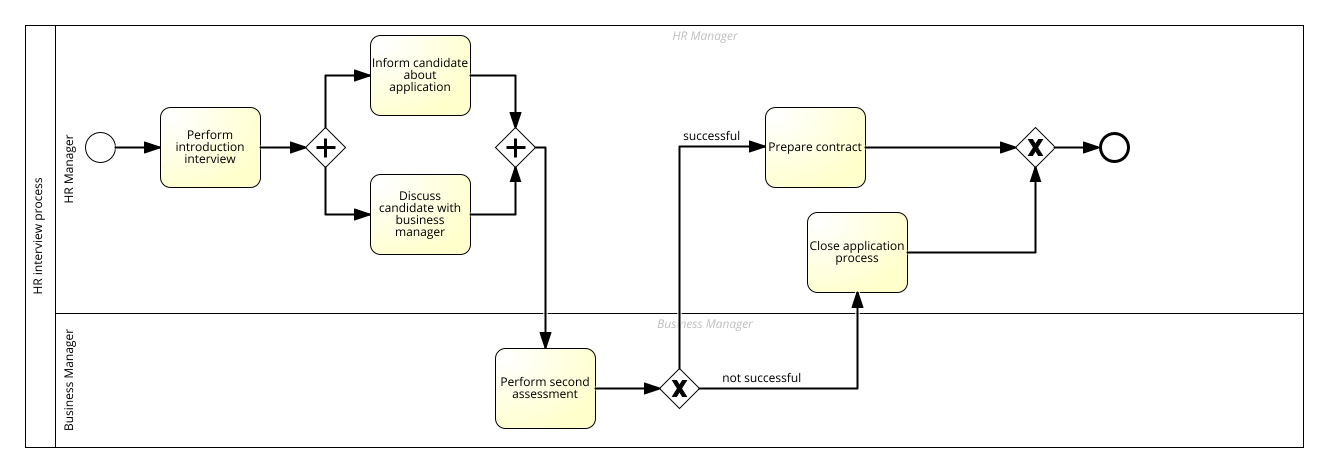 HR interview process
HR Manager
HR Manager
Perform
introduction
interview
Inform candidate
about
application
Discuss
candidate with
business
manager
successful
Prepare contract
Close application
process
Business Manager
Business Manager
Perform second
assessment
not successful